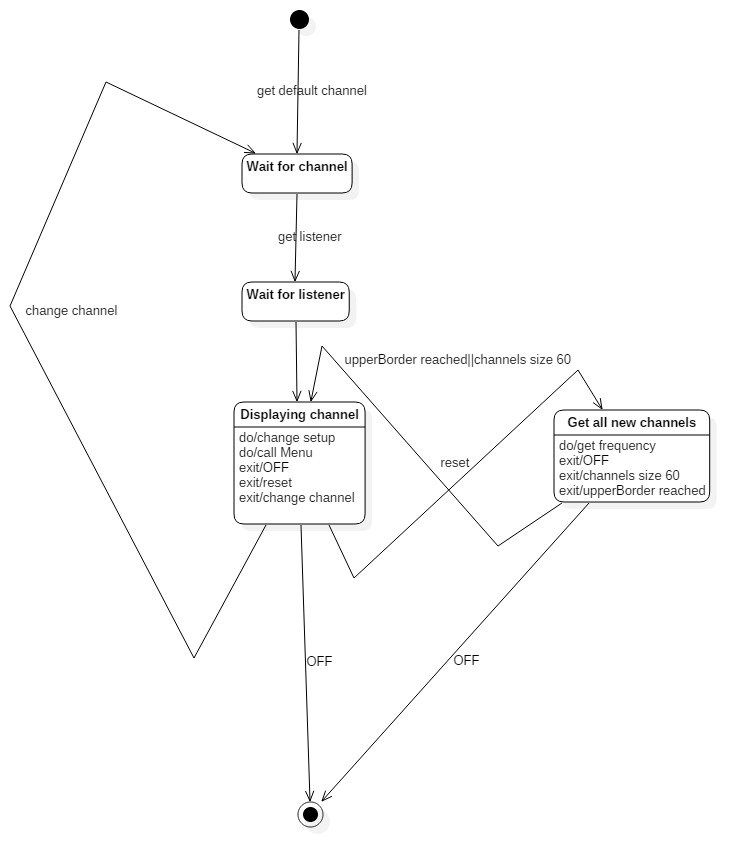 get default channel
Wait for channel
get listener
Wait for listener
change channel
upperBorder reached||channels size 60
Displaying channel
do/change setup
do/call Menu
exit/OFF
exit/reset
exit/change channel
Get all new channels
do/get frequency
exit/OFF
exit/channels size 60
exit/upperBorder reached
reset
OFF
OFF